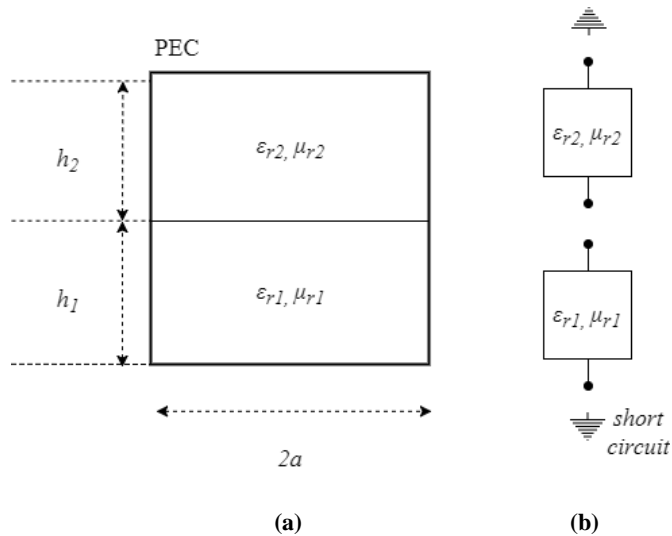 PEC
h2
εr2, μr2
h1
εr1, μr1
2a
(a)
εr2, μr2
εr1, μr1
short
circuit
(b)